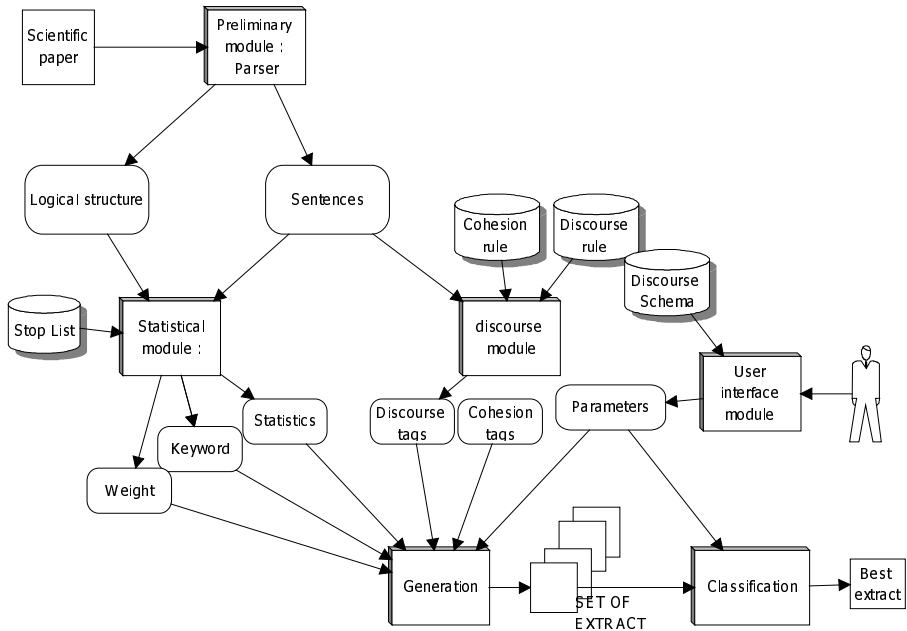 Scientific
paper
Preliminary
module :
Parser
Logical structure
Sentences
Cohesion
rule
Discourse
rule
Discourse
Schema
Stop List
Statistical
module :
discourse
module
User
interface
module
Statistics
Keyword
Weight
Discourse
tags
Cohesion
tags
Parameters
Generation
SET OF
EXTRACT
Classification
Best
extract